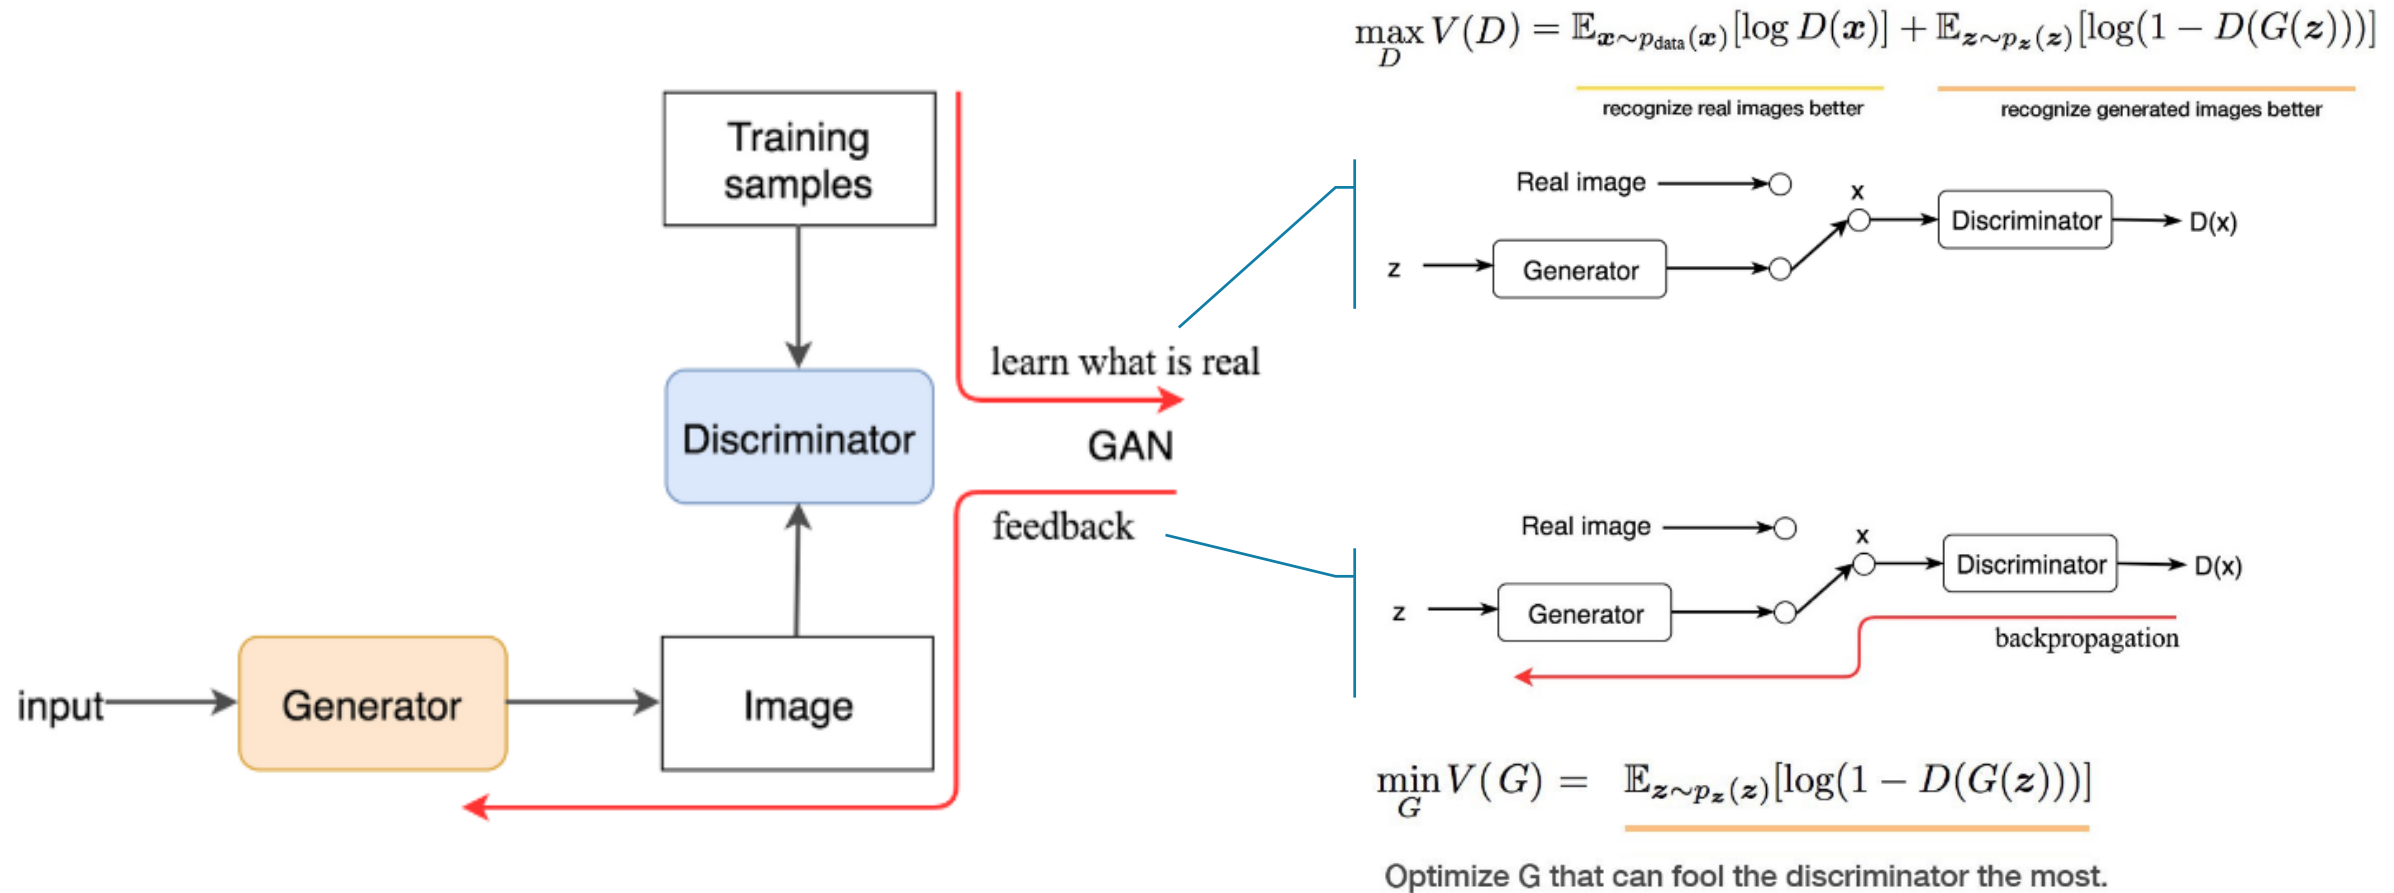 max_D V(D) = 𝔼_{x∼p_data(x)}[log D(x)] + 𝔼_{z∼p_z(z)}[log(1 − D(G(z)))]
recognize real images better
recognize generated images better
Training
samples
Real image
x
Discriminator
D(x)
z
Generator
learn what is real
Discriminator
GAN
feedback
Real image
x
Discriminator
D(x)
z
Generator
backpropagation
input
Generator
Image
min_G V(G) = 𝔼_{z∼p_z(z)}[log(1 − D(G(z)))]
Optimize G that can fool the discriminator the most.